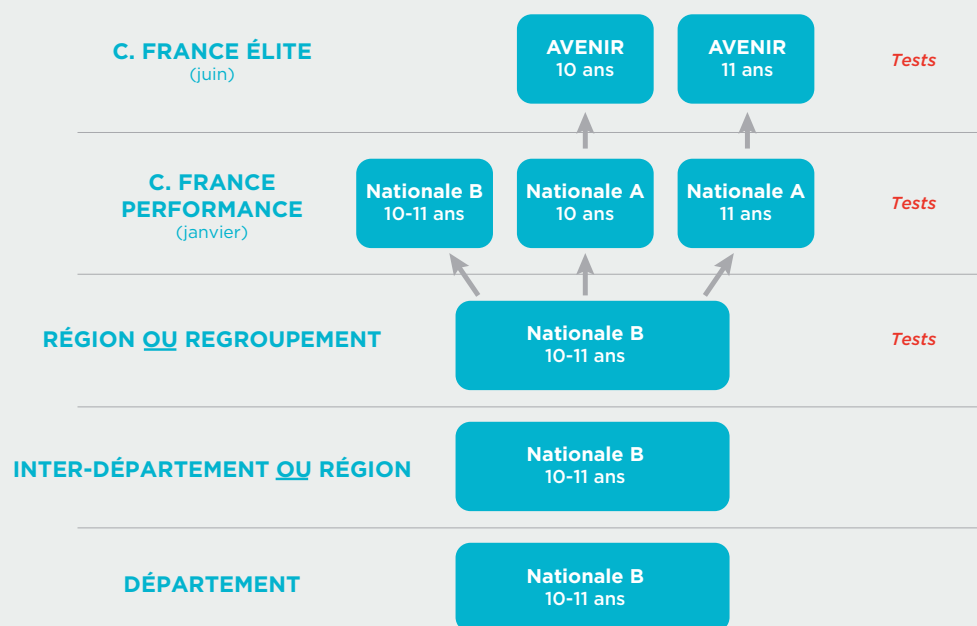 C. FRANCE ÉLITE
(juin)
AVENIR
10 ans
AVENIR
11 ans
Tests
C. FRANCE
PERFORMANCE
(janvier)
Nationale B
10-11 ans
Nationale A
10 ans
Nationale A
11 ans
Tests
RÉGION OU REGROUPEMENT
Nationale B
10-11 ans
Tests
INTER-DÉPARTEMENT OU RÉGION
Nationale B
10-11 ans
DÉPARTEMENT
Nationale B
10-11 ans